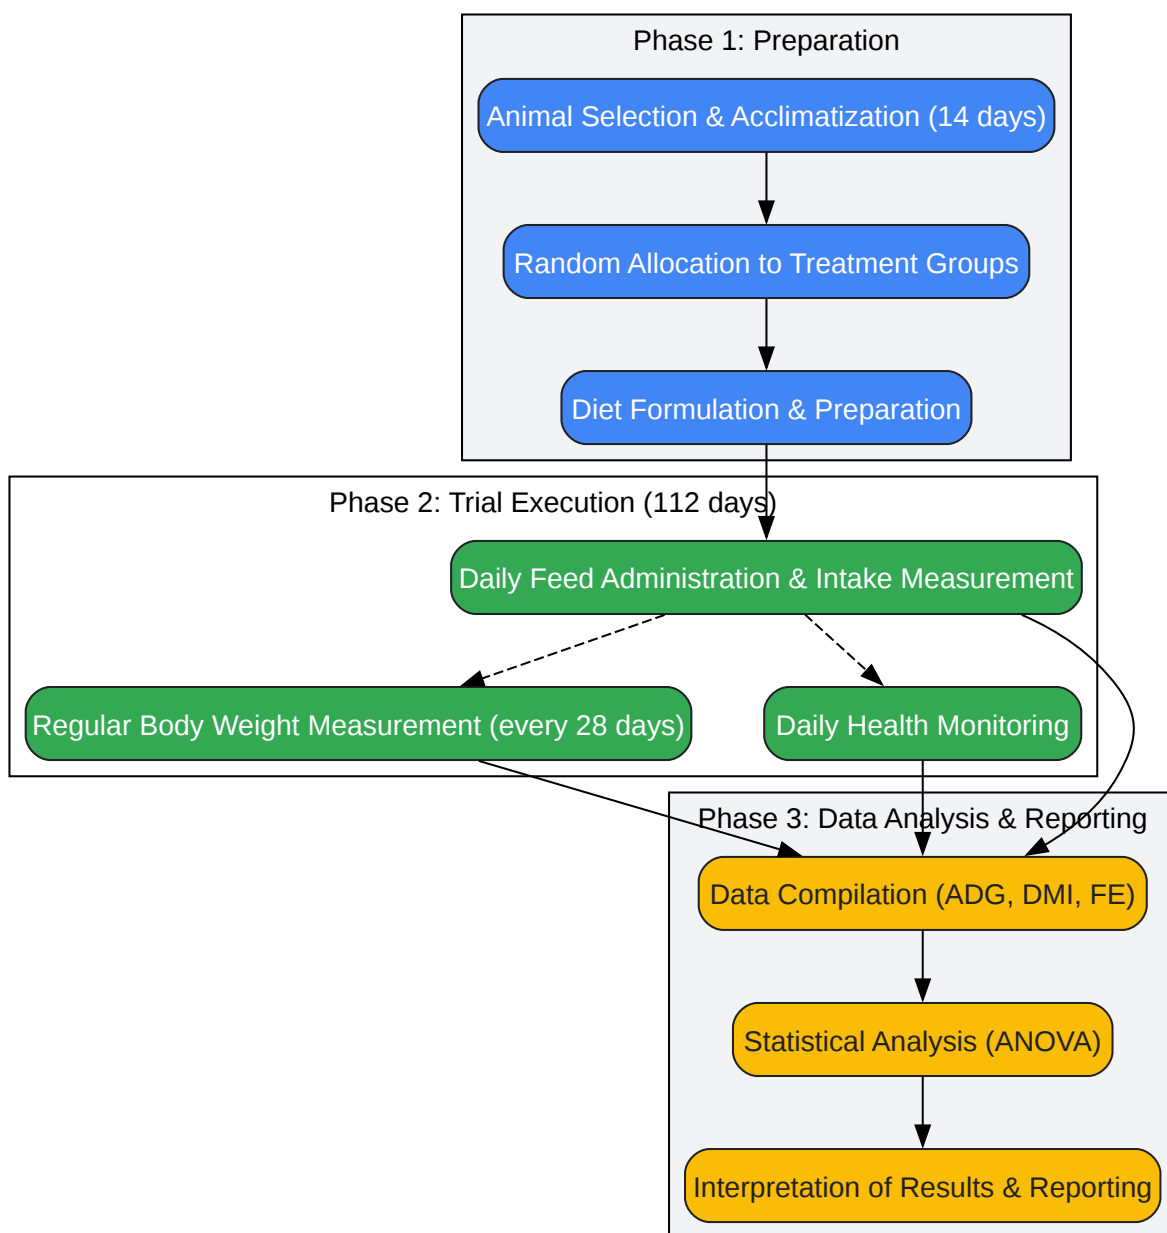 Phase 1: Preparation
Animal Selection & Acclimatization (14 days)
Random Allocation to Treatment Groups
Diet Formulation & Preparation
Phase 2: Trial Execution (112 days)
Daily Feed Administration & Intake Measurement
Regular Body Weight Measurement (every 28 days)
Daily Health Monitoring
Phase 3: Data Analysis & Reporting
Data Compilation (ADG, DMI, FE)
Statistical Analysis (ANOVA)
Interpretation of Results & Reporting